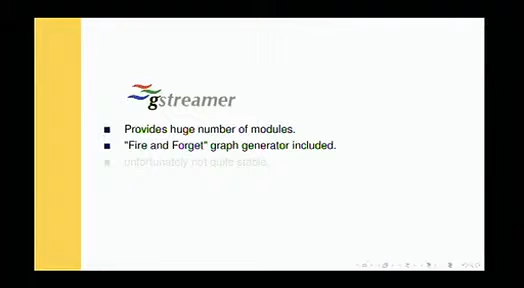 gstreamer
Provides huge number of modules.
"Fire and Forget" graph generator included.
unfortunately not quite stable.